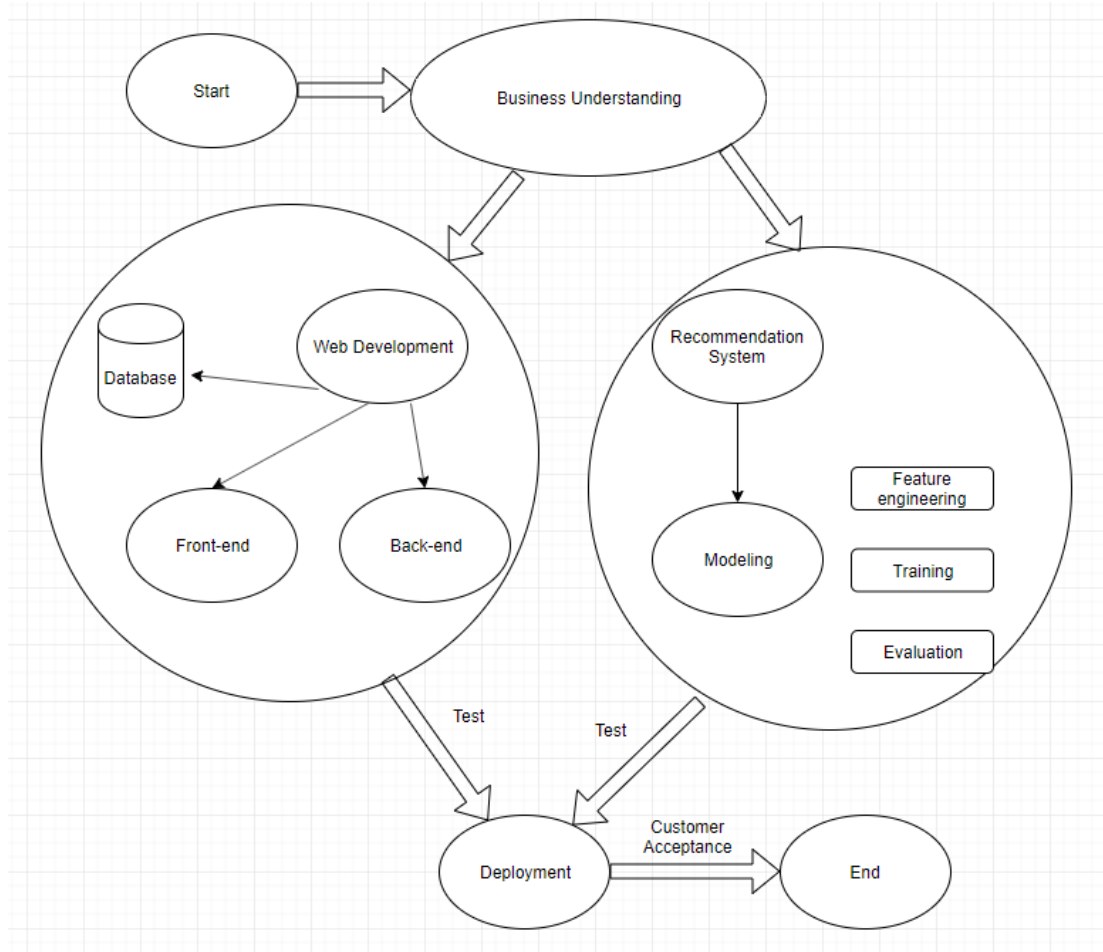 Start
Business Understanding
Web Development
Database
Front-end
Back-end
Recommendation
System
Modeling
Feature
engineering
Training
Evaluation
Test
Test
Deployment
Customer
Acceptance
End